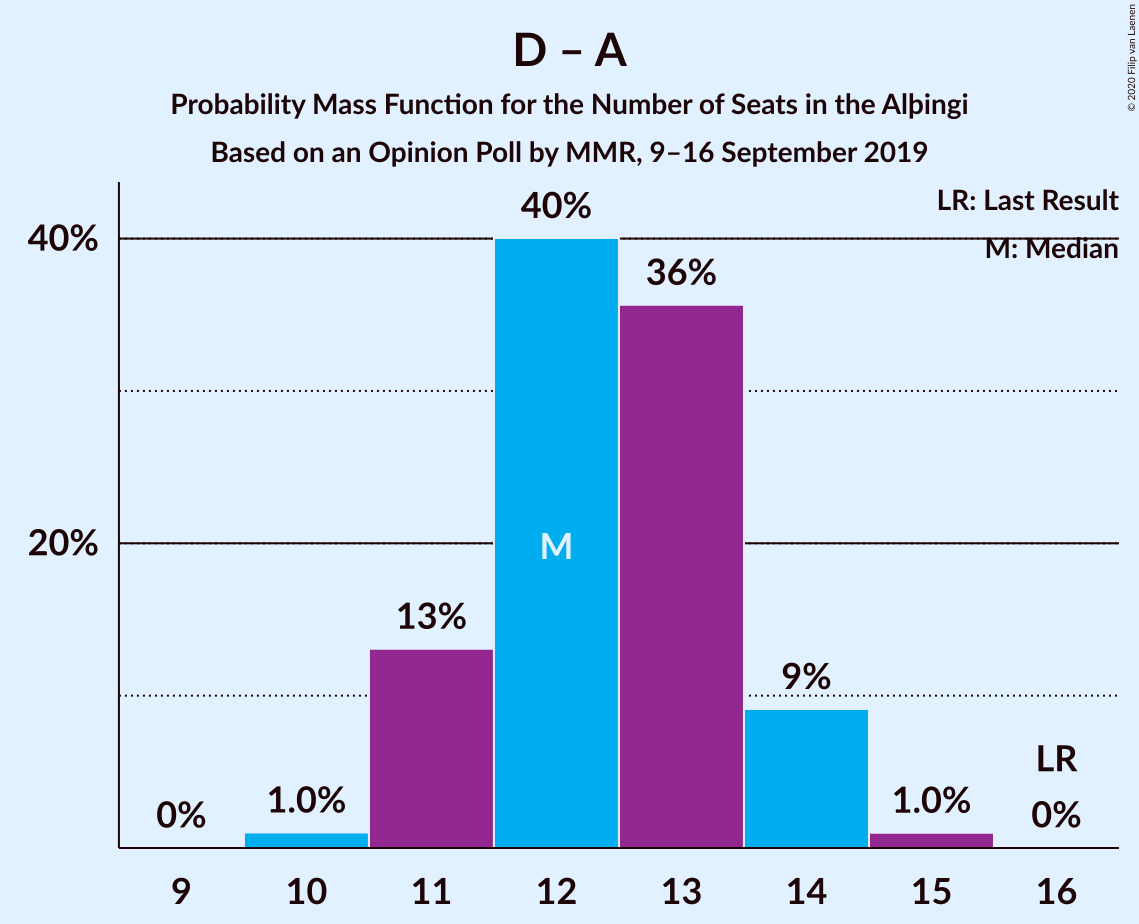 D – A
Probability Mass Function for the Number of Seats in the Alþingi
Based on an Opinion Poll by MMR, 9–16 September 2019
© 2020 Filip van Laenen
LR: Last Result
M: Median
40%
20%
0%
1.0%
13%
40%
M
36%
9%
1.0%
LR
0%
9 10 11 12 13 14 15 16